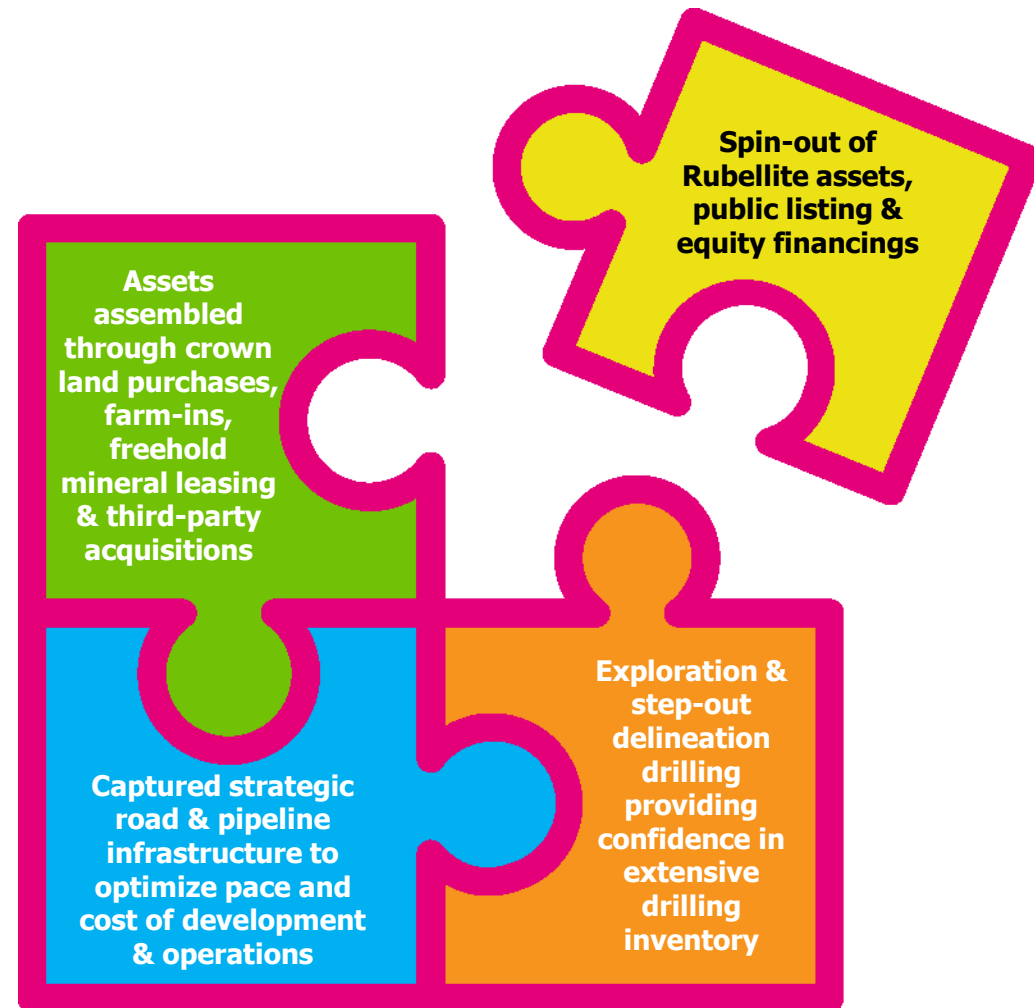 Spin-out of
Rubellite assets,
public listing &
equity financings
Assets
assembled
through crown
land purchases,
farm-ins,
freehold
mineral leasing
& third-party
acquisitions
Captured strategic
road & pipeline
infrastructure to
optimize pace and
cost of development
& operations
Exploration &
step-out
delineation
drilling
providing
confidence in
extensive
drilling
inventory